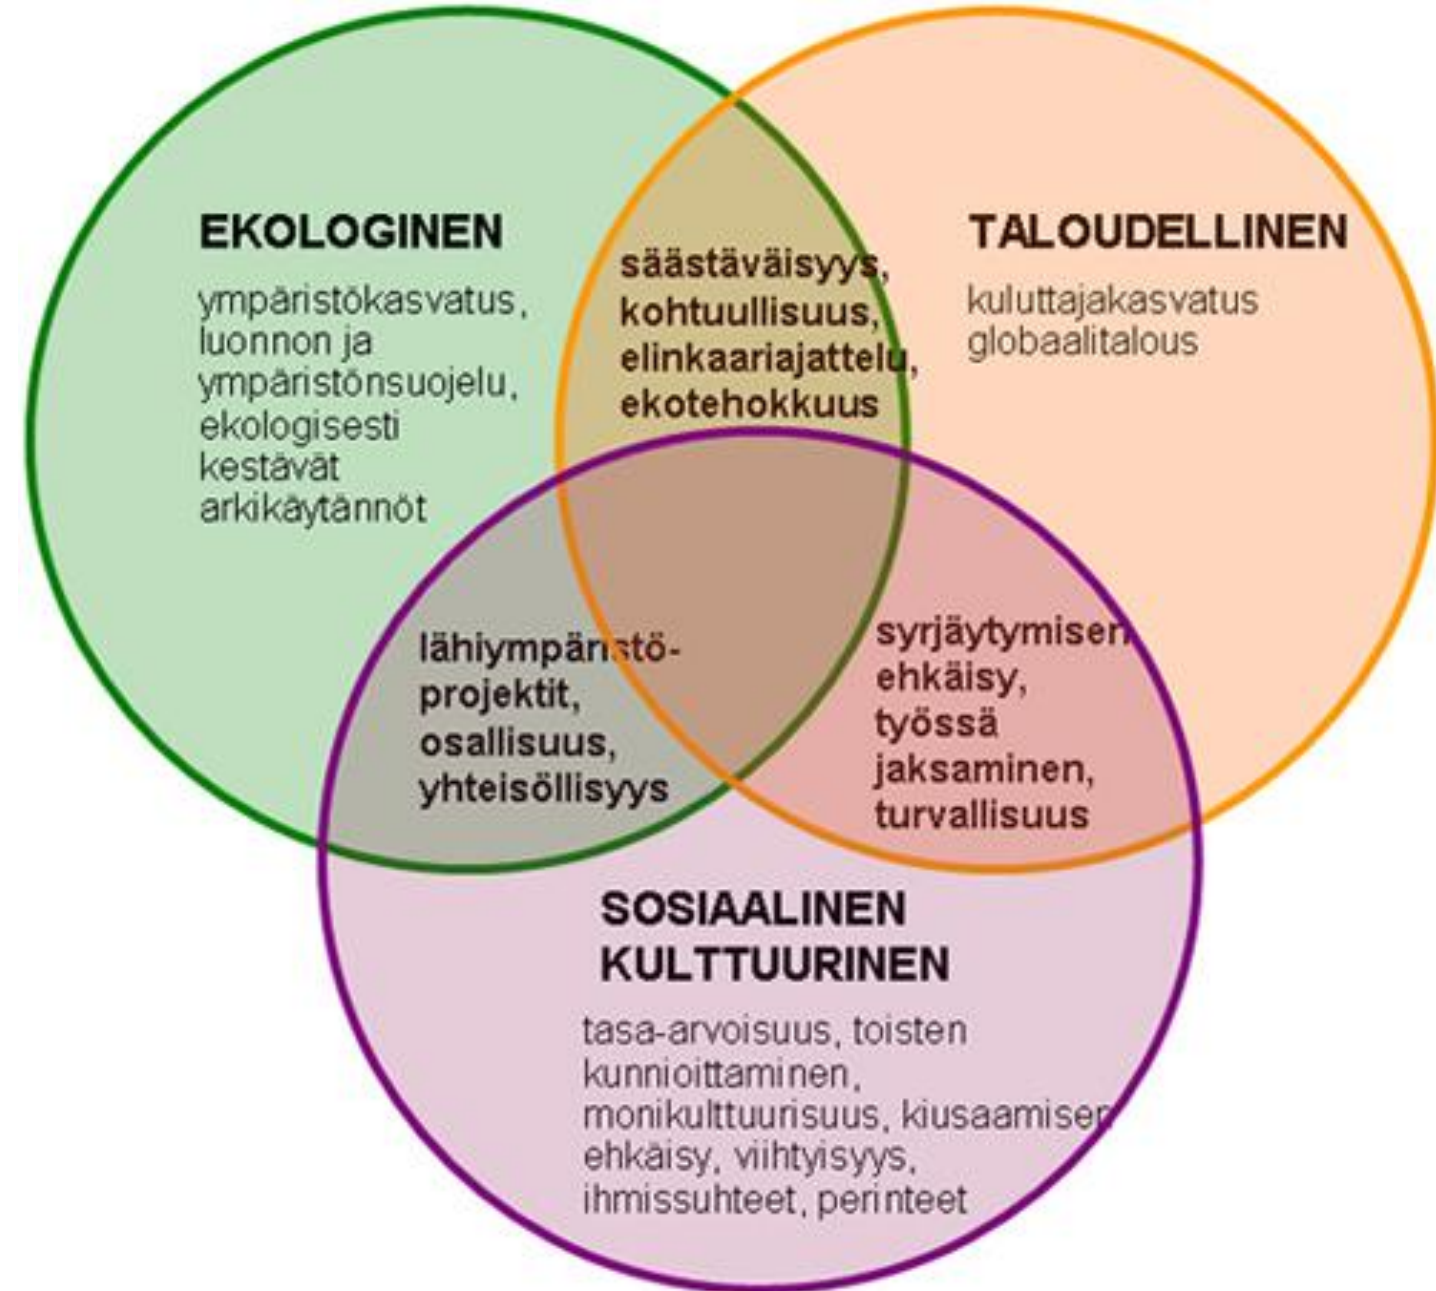 EKOLOGINEN
ympäristökasvatus,
luonnon ja
ympäristönsuojelu,
ekologisesti
kestävät
arkikäytännöt
säästäväisyys,
kohtuullisuus,
elinkaariajattelu,
ekotehokkuus
TALOUDELLINEN
kuluttajakasvatus
globaalitalous
lähiympäristö-
projektit,
osallisuus,
yhteisöllisyys
syrjäytymisen
ehkäisy,
työssä
jaksaminen,
turvallisuus
SOSIAALINEN
KULTTUURINEN
tasa-arvoisuus, toisten
kunnioittaminen,
monikulttuurisuus, kiusaamisen
ehkäisy, viihtyisyys,
ihmissuhteet, perinteet